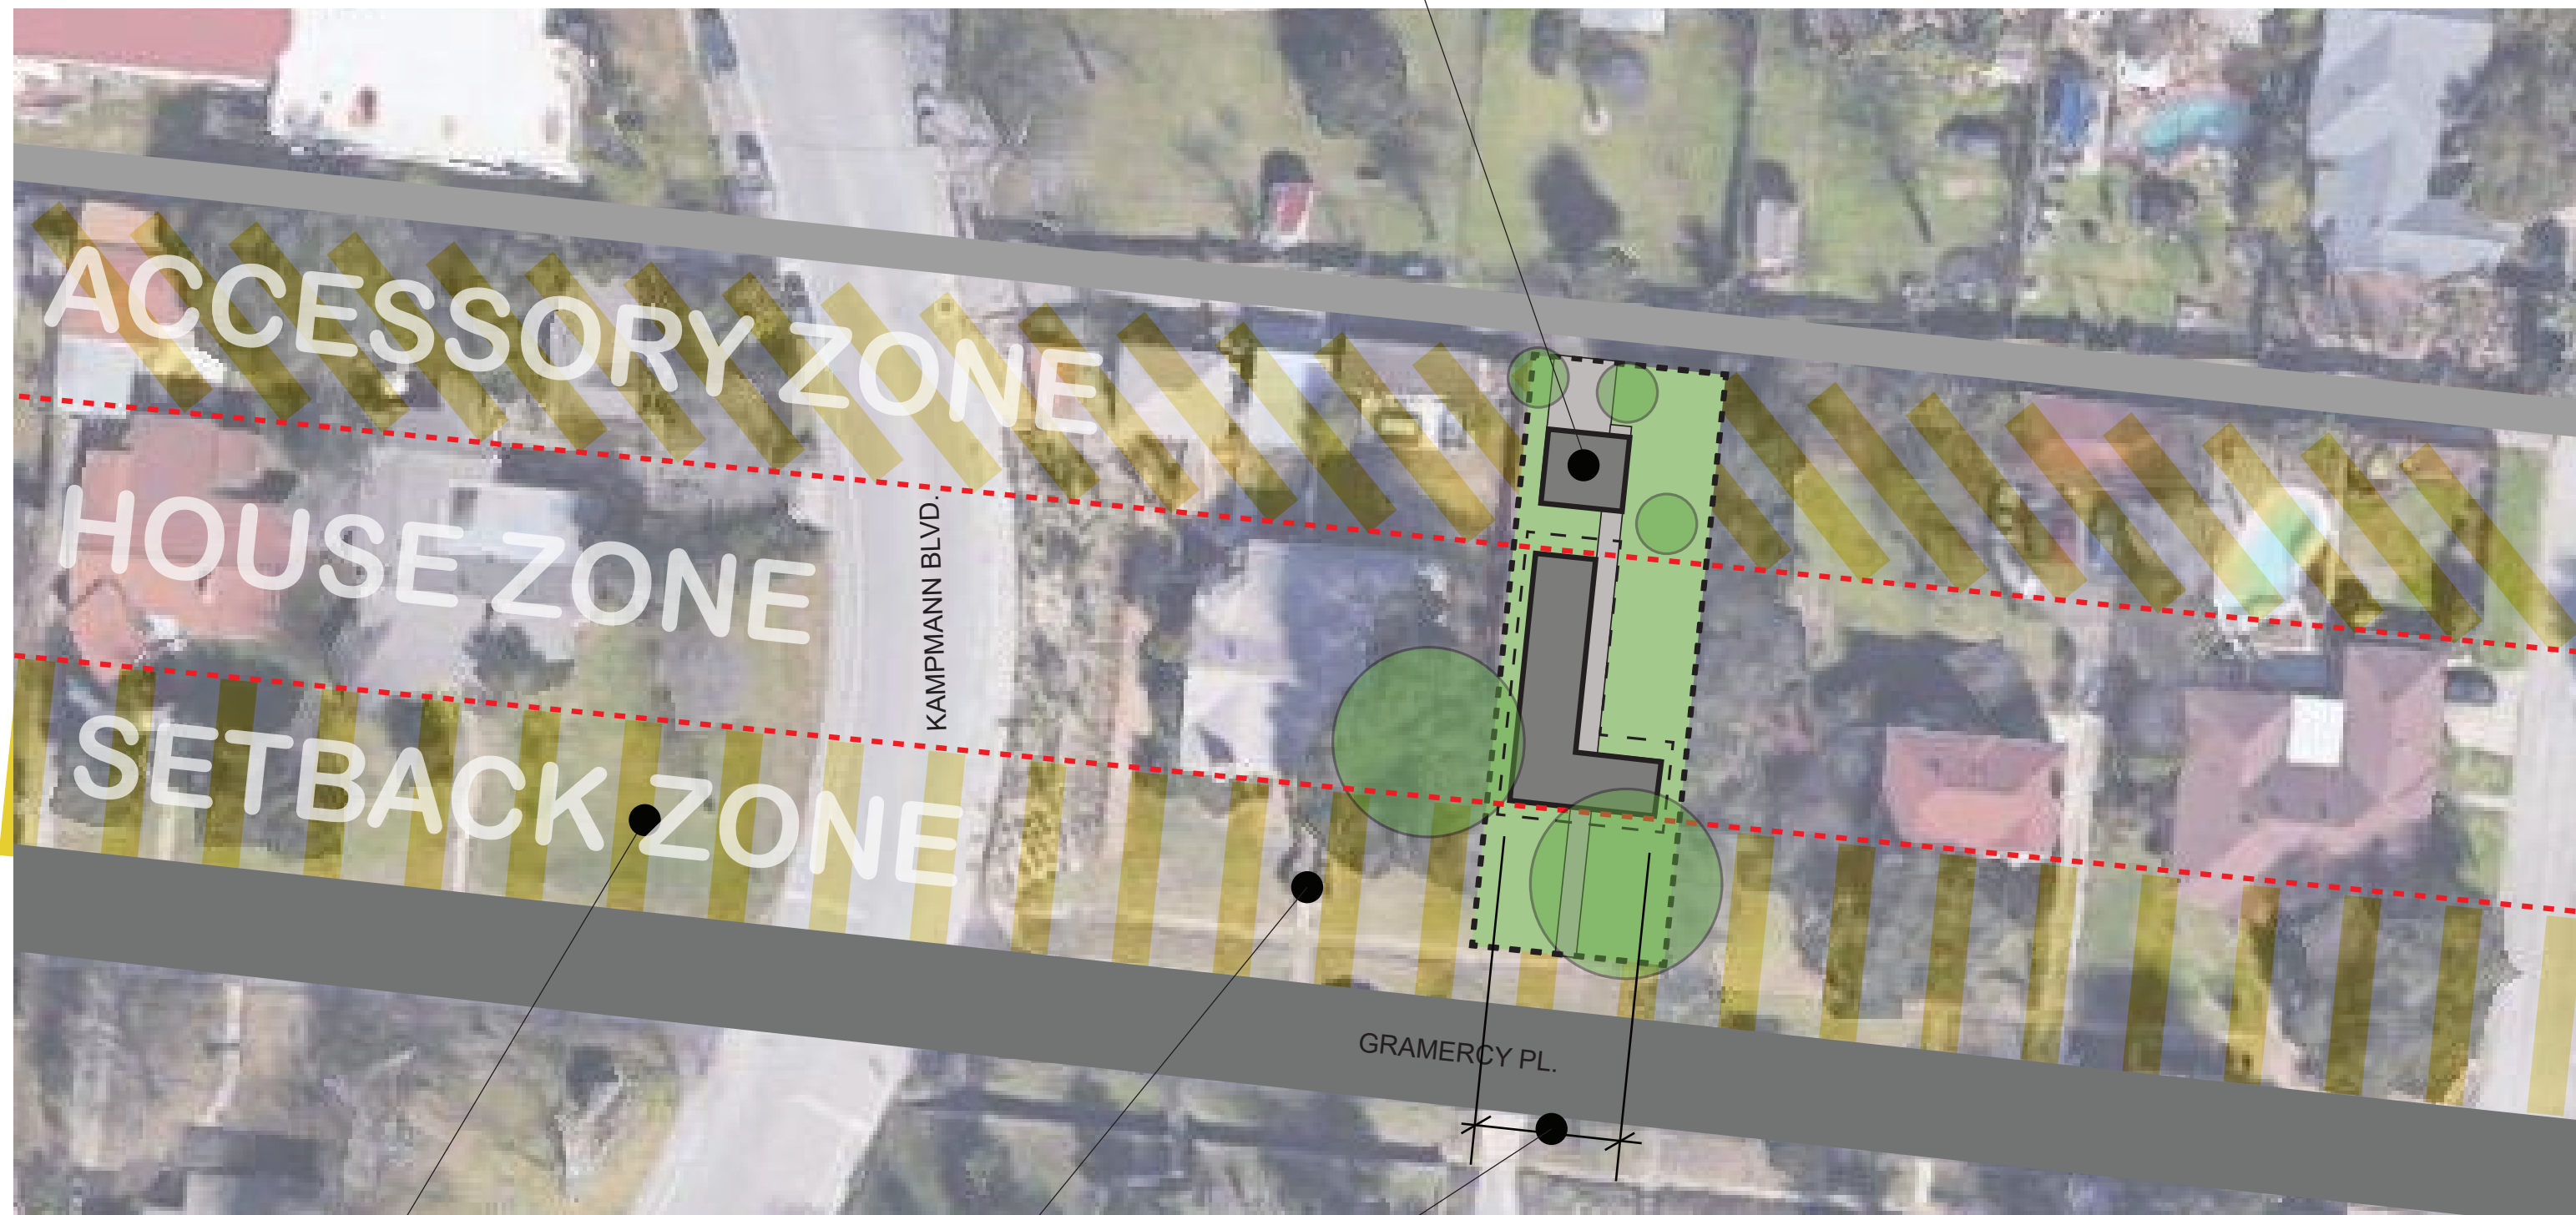 ACCESSORY ZONE
HOUSE ZONE
KAMPMANN BLVD.
SETBACK ZONE
GRAMERCY PL.